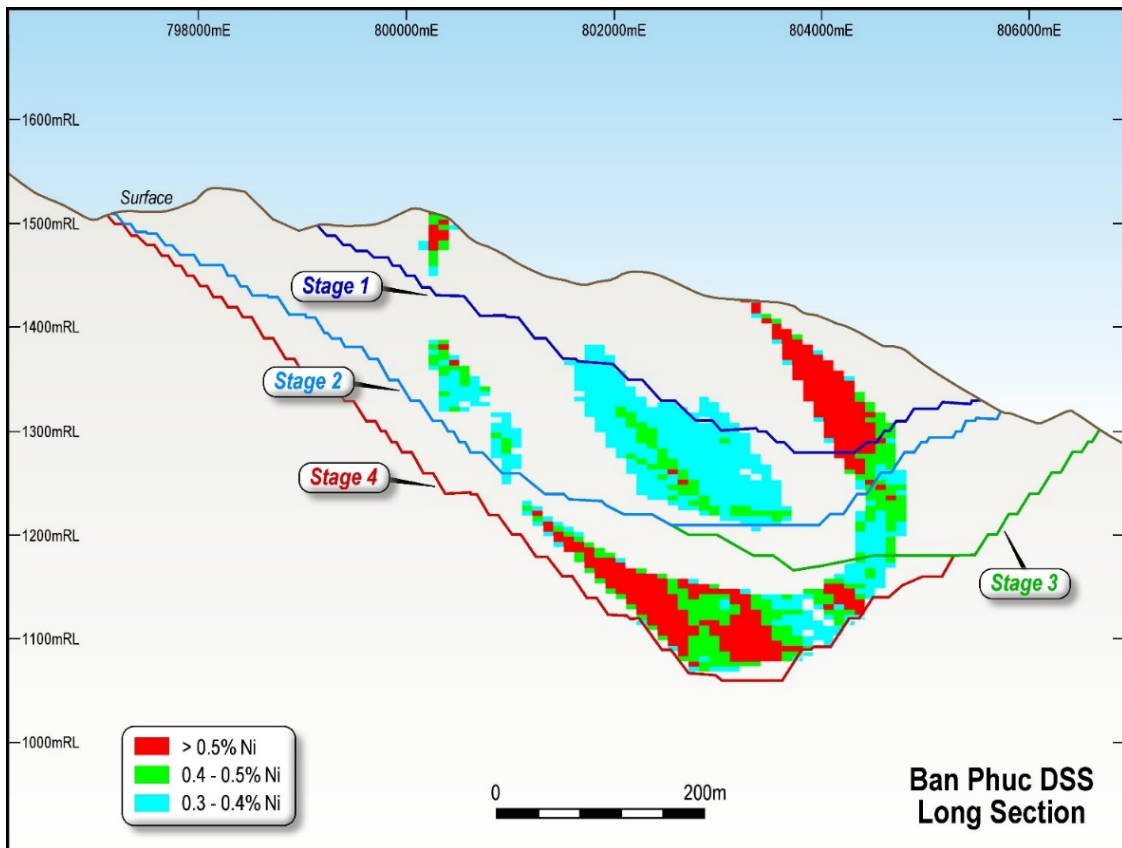 798000mE
800000mE
802000mE
804000mE
806000mE
1600mRL
Surface
1500mRL
Stage 1
1400mRL
Stage 2
1300mRL
Stage 4
1200mRL
Stage 3
1100mRL
1000mRL
> 0.5% Ni
0.4 - 0.5% Ni
0.3 - 0.4% Ni
0
200m
Ban Phuc DSS
Long Section